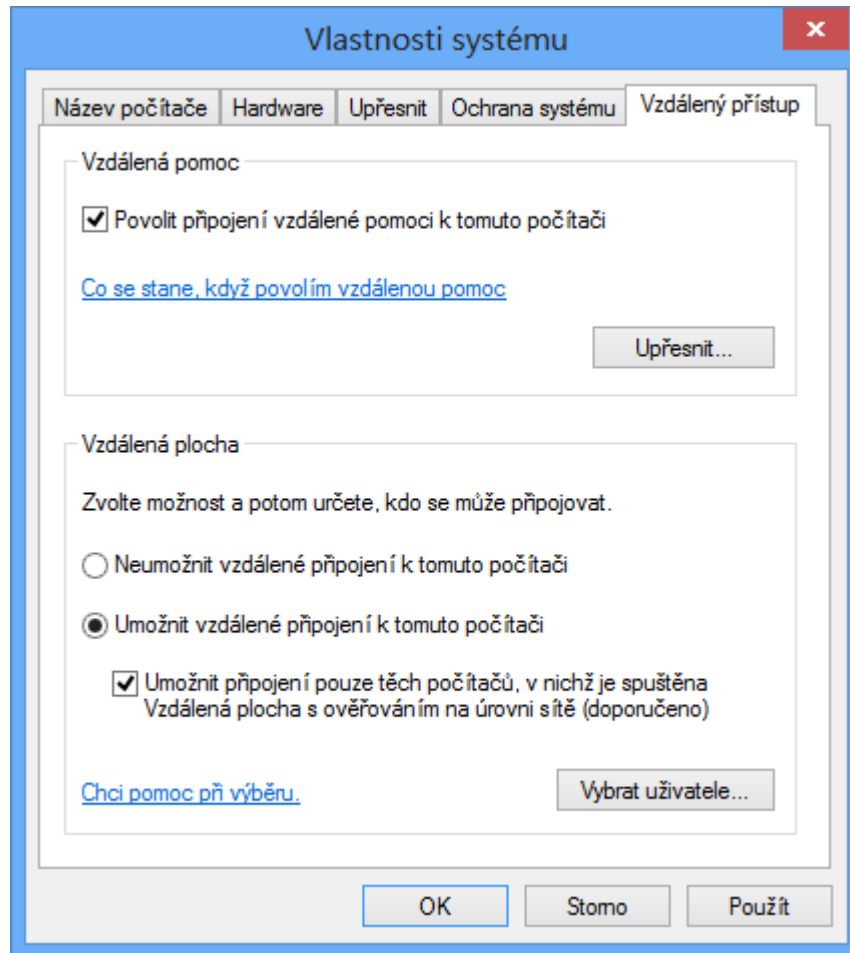 Vlastnosti systému
x
Název počítače Hardware Upřesnit Ochrana systému Vzdálený přístup
Vzdálená pomoc
Povolit připojení vzdálené pomoci k tomuto počítači
Co se stane, když povolím vzdálenou pomoc
Upřesnit...
Vzdálená plocha
Zvolte možnost a potom určete, kdo se může připojovat.
Neumožnit vzdálené připojení k tomuto počítači
Umožnit vzdálené připojení k tomuto počítači
Umožnit připojení pouze těch počítačů, v nichž je spuštěna
Vzdálená plocha s ověřováním na úrovni sítě (doporučeno)
Chci pomoc při výběru.
Vybrat uživatele...
OK Storno Použít